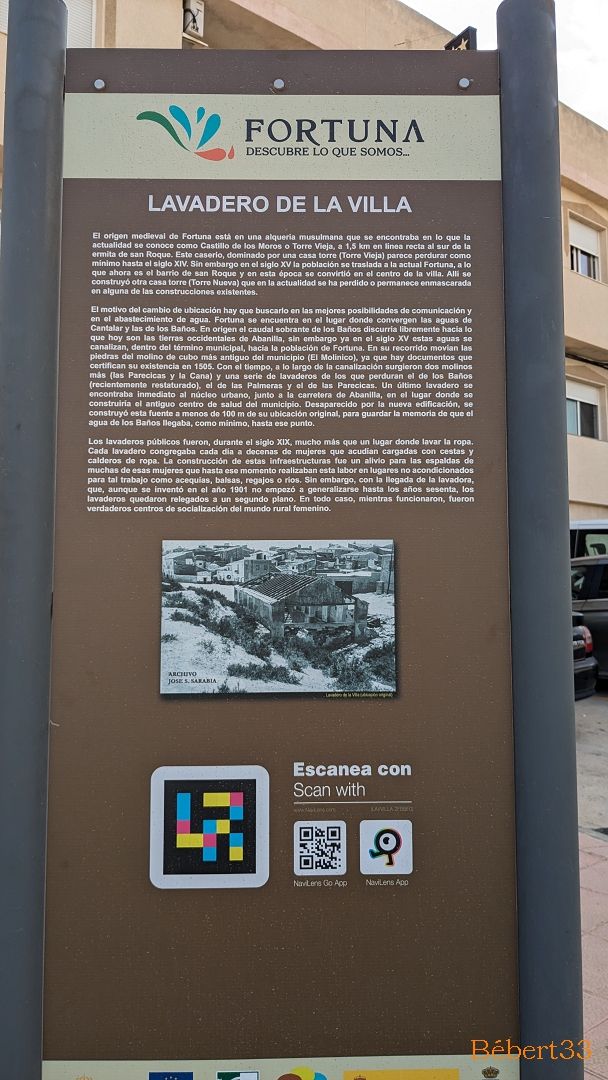 FORTUNA
DESCUBRE LO QUE SOMOS...
LAVADERO DE LA VILLA
El origen medieval de Fortuna está en una alquería musulmana que se encontraba en lo que la
actualidad se conoce como Castillo de los Moros o Torre Vieja, a 1,5 km en línea recta al sur de la
ermita de san Roque. Este caserío, dominado por una casa torre (Torre Vieja) parece perdurar como
mínimo hasta el siglo XIV. Sin embargo en el siglo XV la población se traslada a la actual Fortuna, a lo
que ahora es el barrio de san Roque y en esta época se convirtió en el centro de la villa. Allí se
construyó otra casa torre (Torre Nueva) que en la actualidad se ha perdido o permanece enmascarada
en alguna de las construcciones existentes.
El motivo del cambio de ubicación hay que buscarlo en las mejores posibilidades de comunicación y
en el abastecimiento de agua. Fortuna se encuentra en el lugar donde convergen las aguas de
Cantalar y las de los Baños. En origen el caudal sobrante de los Baños discurría libremente hacia lo
que hoy son las tierras occidentales de Abanilla, sin embargo ya en el siglo XV estas aguas se
canalizan, dentro del término municipal, hacia la población de Fortuna. En su recorrido movían las
piedras del molino de cubo más antiguo del municipio (El Molinico), ya que hay documentos que
certifican su existencia en 1505. Con el tiempo, a lo largo de la canalización surgieron dos molinos
más (las Parecicas y la Cana) y una serie de lavaderos de los que perduran el de los Baños
(recientemente restaturado), el de las Palmeras y el de las Parecicas. Un último lavadero se
encontraba inmediato al núcleo urbano, junto a la carretera de Abanilla, en el lugar donde se
construiría el antiguo centro de salud del municipio. Desaparecido por la nueva edificación, se
construyó esta fuente a menos de 100 m de su ubicación original, para guardar la memoria de que el
agua de los Baños llegaba, como mínimo, hasta ese punto.
Los lavaderos públicos fueron, durante el siglo XIX, mucho más que un lugar donde lavar la ropa.
Cada lavadero congregaba cada día a decenas de mujeres que acudían cargadas con cestas y
calderos de ropa. La construcción de estas infraestructuras fue un alivio para las espaldas de
muchas de esas mujeres que hasta ese momento realizaban esta labor en lugares no acondicionados
para tal trabajo como acequias, balsas, regajos o ríos. Sin embargo, con la llegada de la lavadora,
que, aunque se inventó en el año 1901 no empezó a generalizarse hasta los años sesenta, los
lavaderos quedaron relegados a un segundo plano. En todo caso, mientras funcionaron, fueron
verdaderos centros de socialización del mundo rural femenino.
ARCHIVO
JOSE S. SARABIA
Lavadero de la Villa (ubicación original)
Escanea con
Scan with
www.NaviLens.com
NaviLens Go App
NaviLens App
Bébert33